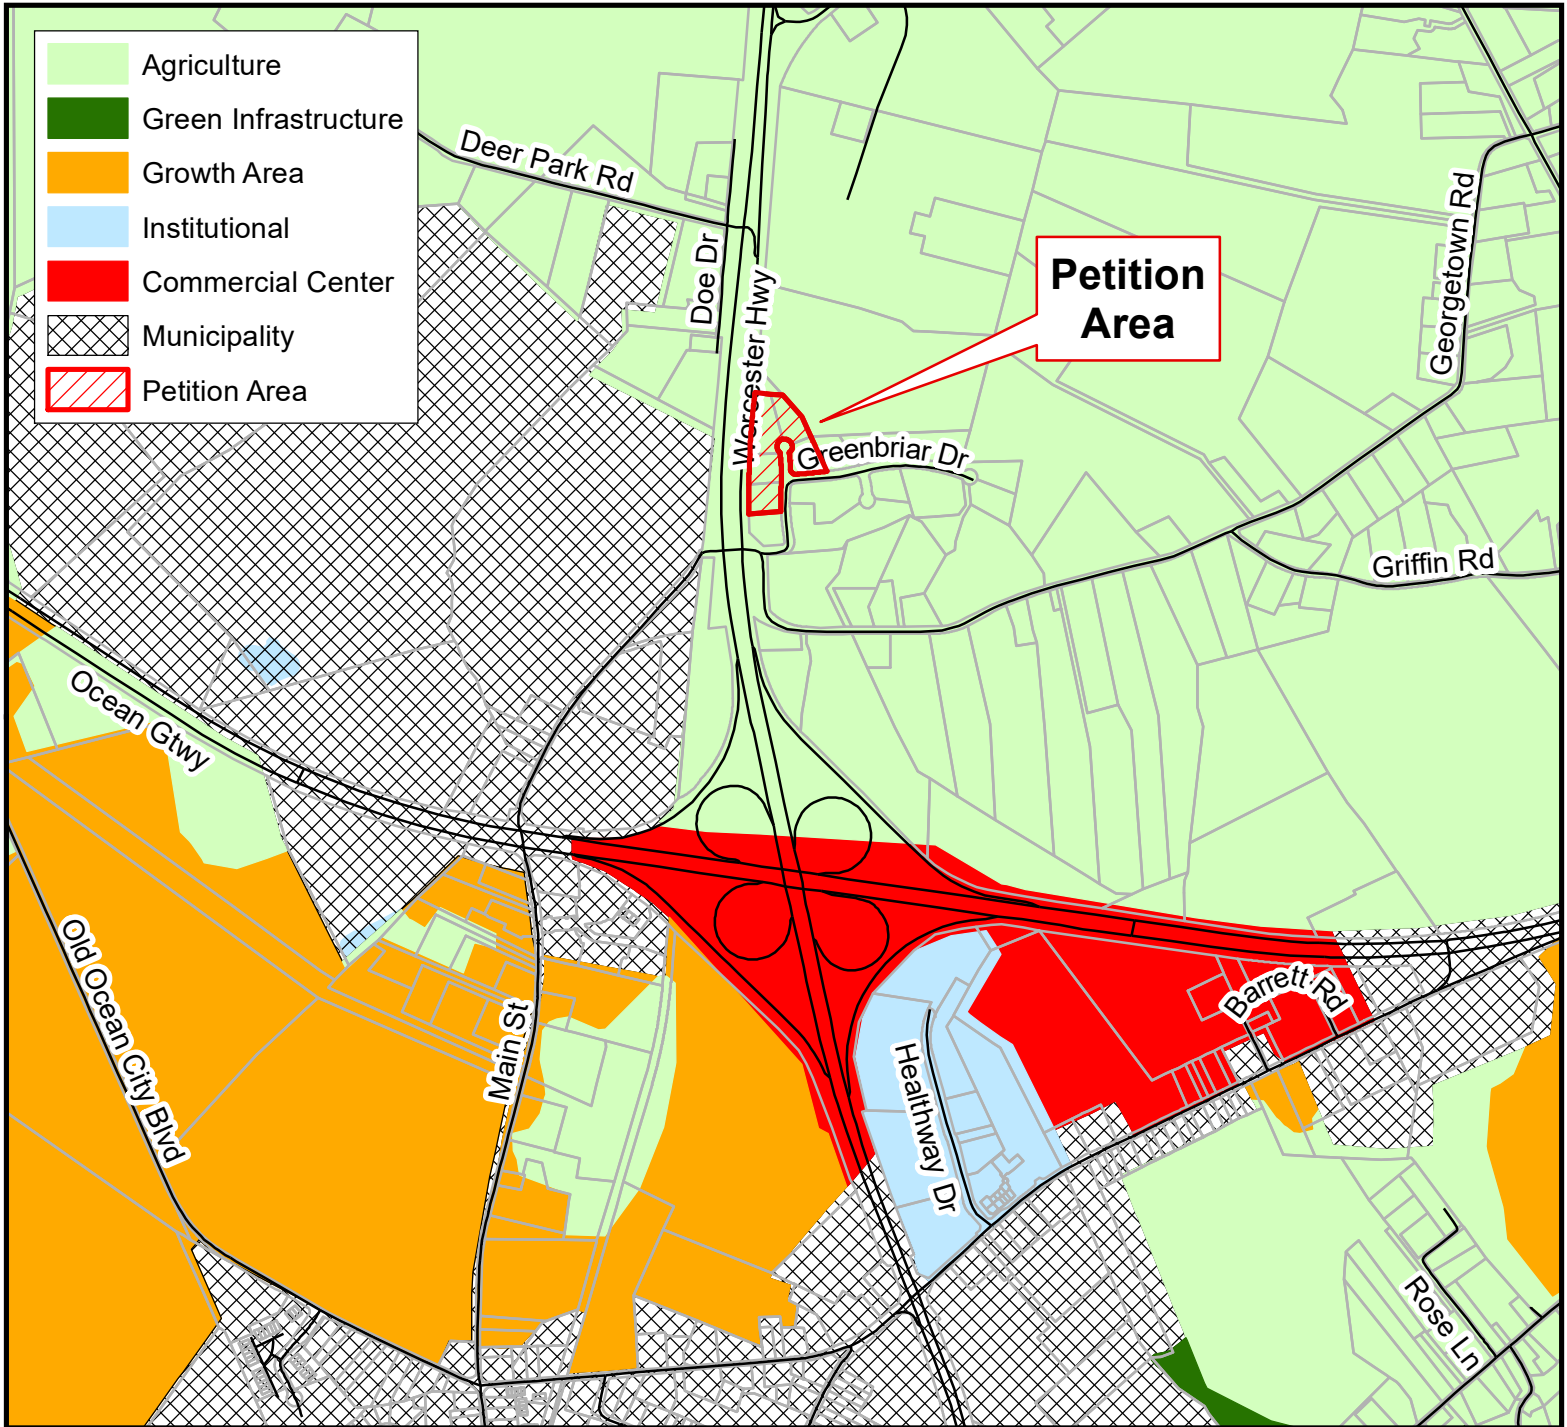 Agriculture
Green Infrastructure
Growth Area
Institutional
Commercial Center
Municipality
Petition Area
Deer Park Rd
Doe Dr
Worcester Hwy
Petition
Area
Georgetown Rd
Greenbriar Dr
Griffin Rd
Ocean Gtwy
Old Ocean City Blvd
Main St
Healthway Dr
Barrett Rd
Rose Ln